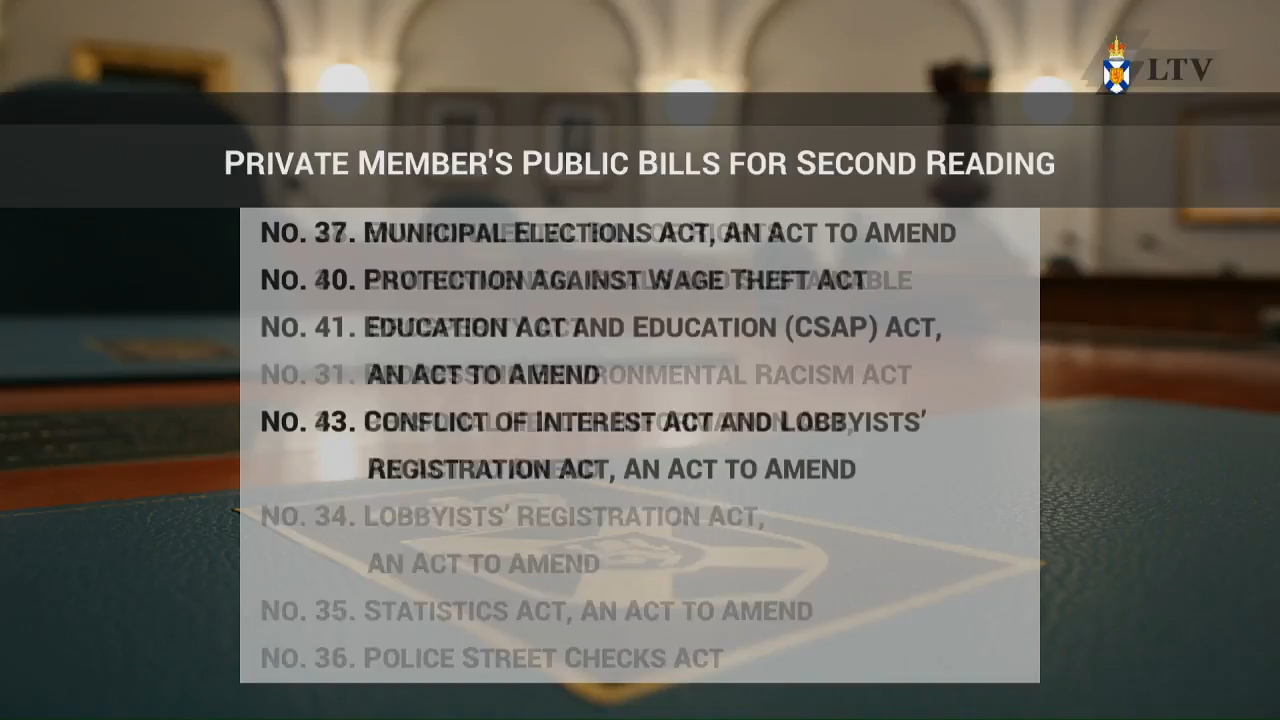 LTV
PRIVATE MEMBER'S PUBLIC BILLS FOR SECOND READING
NO. 37. MUNICIPAL ELECTIONS ACT, AN ACT TO AMEND
NO. 40. PROTECTION AGAINST WAGE THEFT ACT
NO. 41. EDUCATION ACT AND EDUCATION (CSAP) ACT,
AN ACT TO AMEND
NO. 31. RONMENTAL RACISM ACT
NO. 43. CONFLICT OF INTEREST ACT AND LOBBYISTS'
REGISTRATION ACT, AN ACT TO AMEND
NO. 34. LOBBYISTS' REGISTRATION ACT,
AN ACT TO AMEND
NO. 35. STATISTICS ACT, AN ACT TO AMEND
NO. 36. POLICE STREET CHECKS ACT